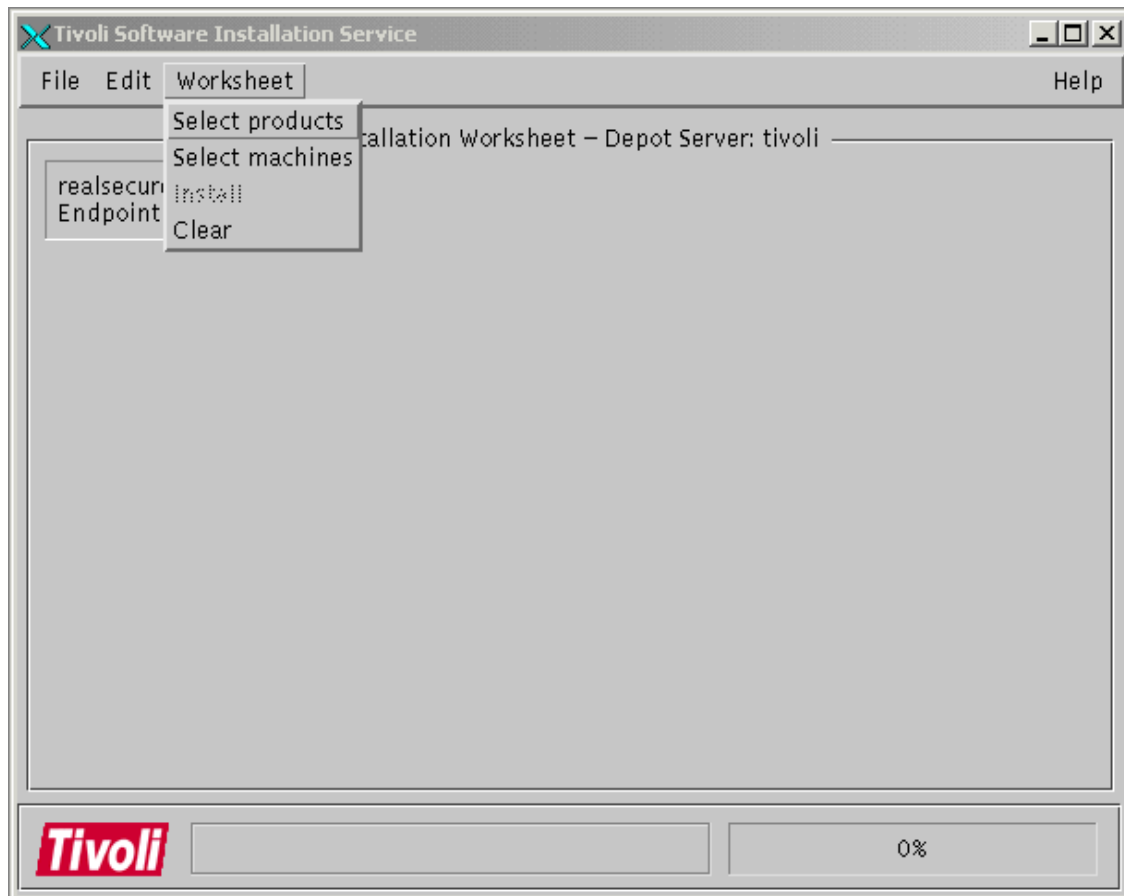 Tivoli Software Installation Service
File Edit Worksheet Help
Select products
Select machines
Install
Clear
tallation Worksheet – Depot Server: tivoli
realsecur
Endpoint
Tivoli
0%